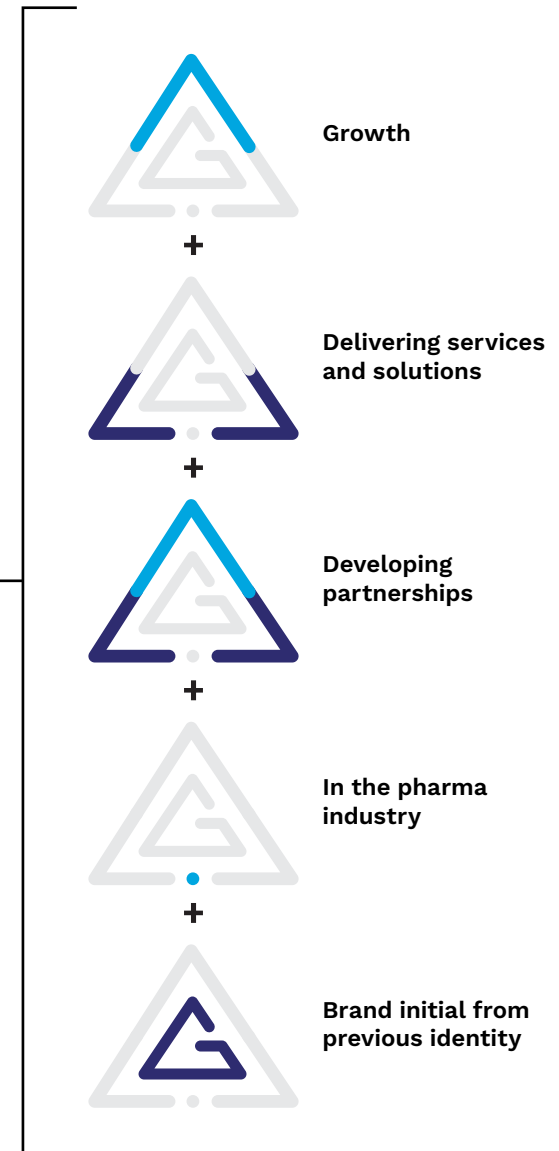 Growth
+
Delivering services
and solutions
+
Developing
partnerships
+
In the pharma
industry
+
Brand initial from
previous identity